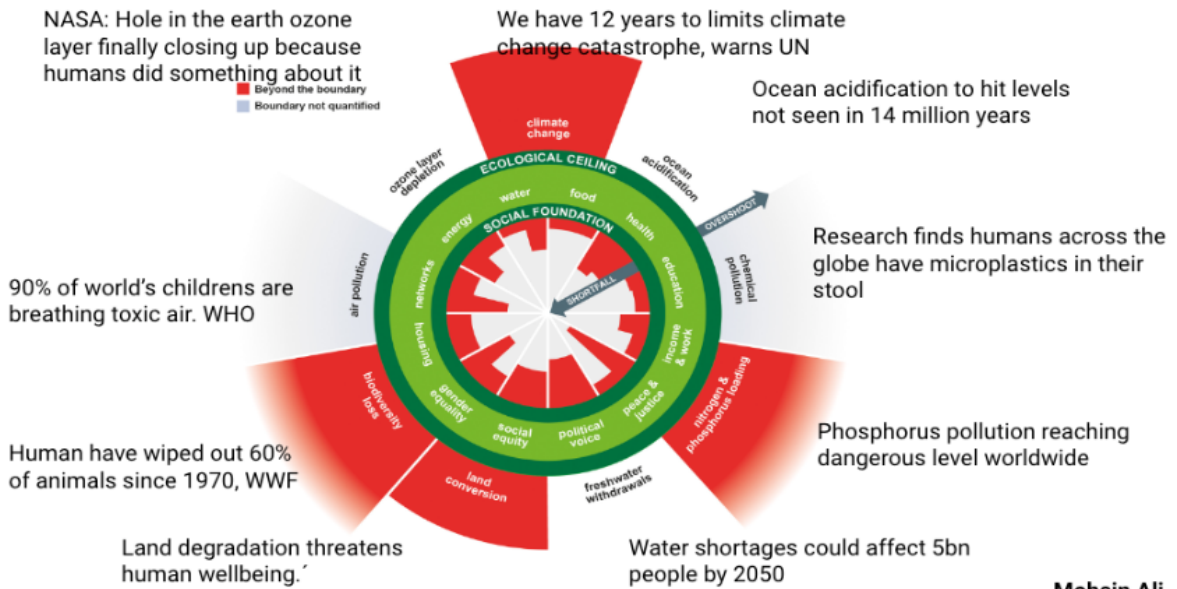 NASA: Hole in the earth ozone
layer finally closing up because
humans did something about it
Beyond the boundary
Boundary not quantified
We have 12 years to limits climate
change catastrophe, warns UN
Ocean acidification to hit levels
not seen in 14 million years
Research finds humans across the
globe have microplastics in their
stool
Phosphorus pollution reaching
dangerous level worldwide
Water shortages could affect 5bn
people by 2050
Land degradation threatens
human wellbeing.´
Human have wiped out 60%
of animals since 1970, WWF
90% of world’s childrens are
breathing toxic air. WHO
climate
change
ocean
acidification
chemical
pollution
nitrogen &
phosphorus loading
freshwater
withdrawals
land
conversion
biodiversity
loss
air pollution
ozone layer
depletion
ECOLOGICAL CEILING
OVERSHOOT
water
food
health
education
income
& work
peace &
justice
political
voice
social
equity
gender
equality
housing
networks
energy
SOCIAL FOUNDATION
SHORTFALL